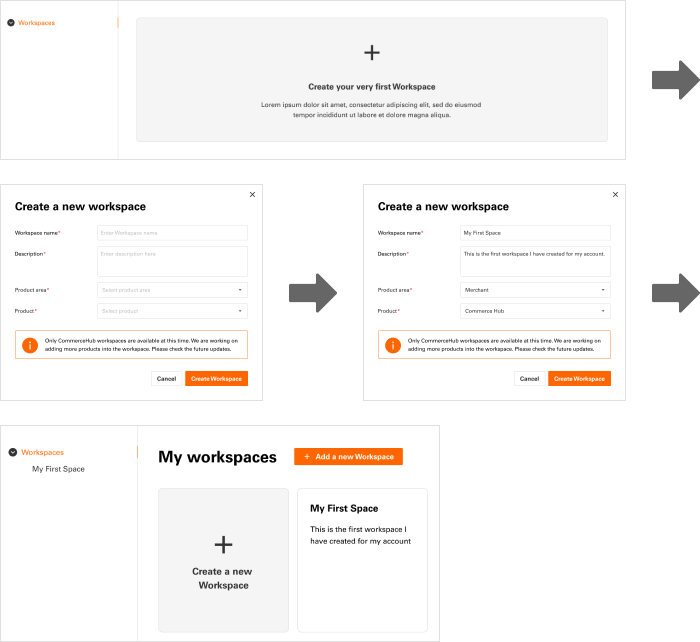 Workspaces
+
Create your very first Workspace
Lorem ipsum dolor sit amet, consectetur adipiscing elit, sed do eiusmod
tempor incididunt ut labore et dolore magna aliqua.
Create a new workspace
Workspace name*
Enter Workspace name
Description*
Enter description here
Product area*
Select product area
Product*
Select product
Only CommerceHub workspaces are available at this time. We are working on
adding more products into the workspace. Please check the future updates.
Cancel
Create Workspace
Create a new workspace
Workspace name*
My First Space
Description*
This is the first workspace I have created for my account.
Product area*
Merchant
Product*
Commerce Hub
Only CommerceHub workspaces are available at this time. We are working on
adding more products into the workspace. Please check the future updates.
Cancel
Create Workspace
Workspaces
My First Space
My workspaces
+ Add a new Workspace
+
Create a new
Workspace
My First Space
This is the first workspace I
have created for my account